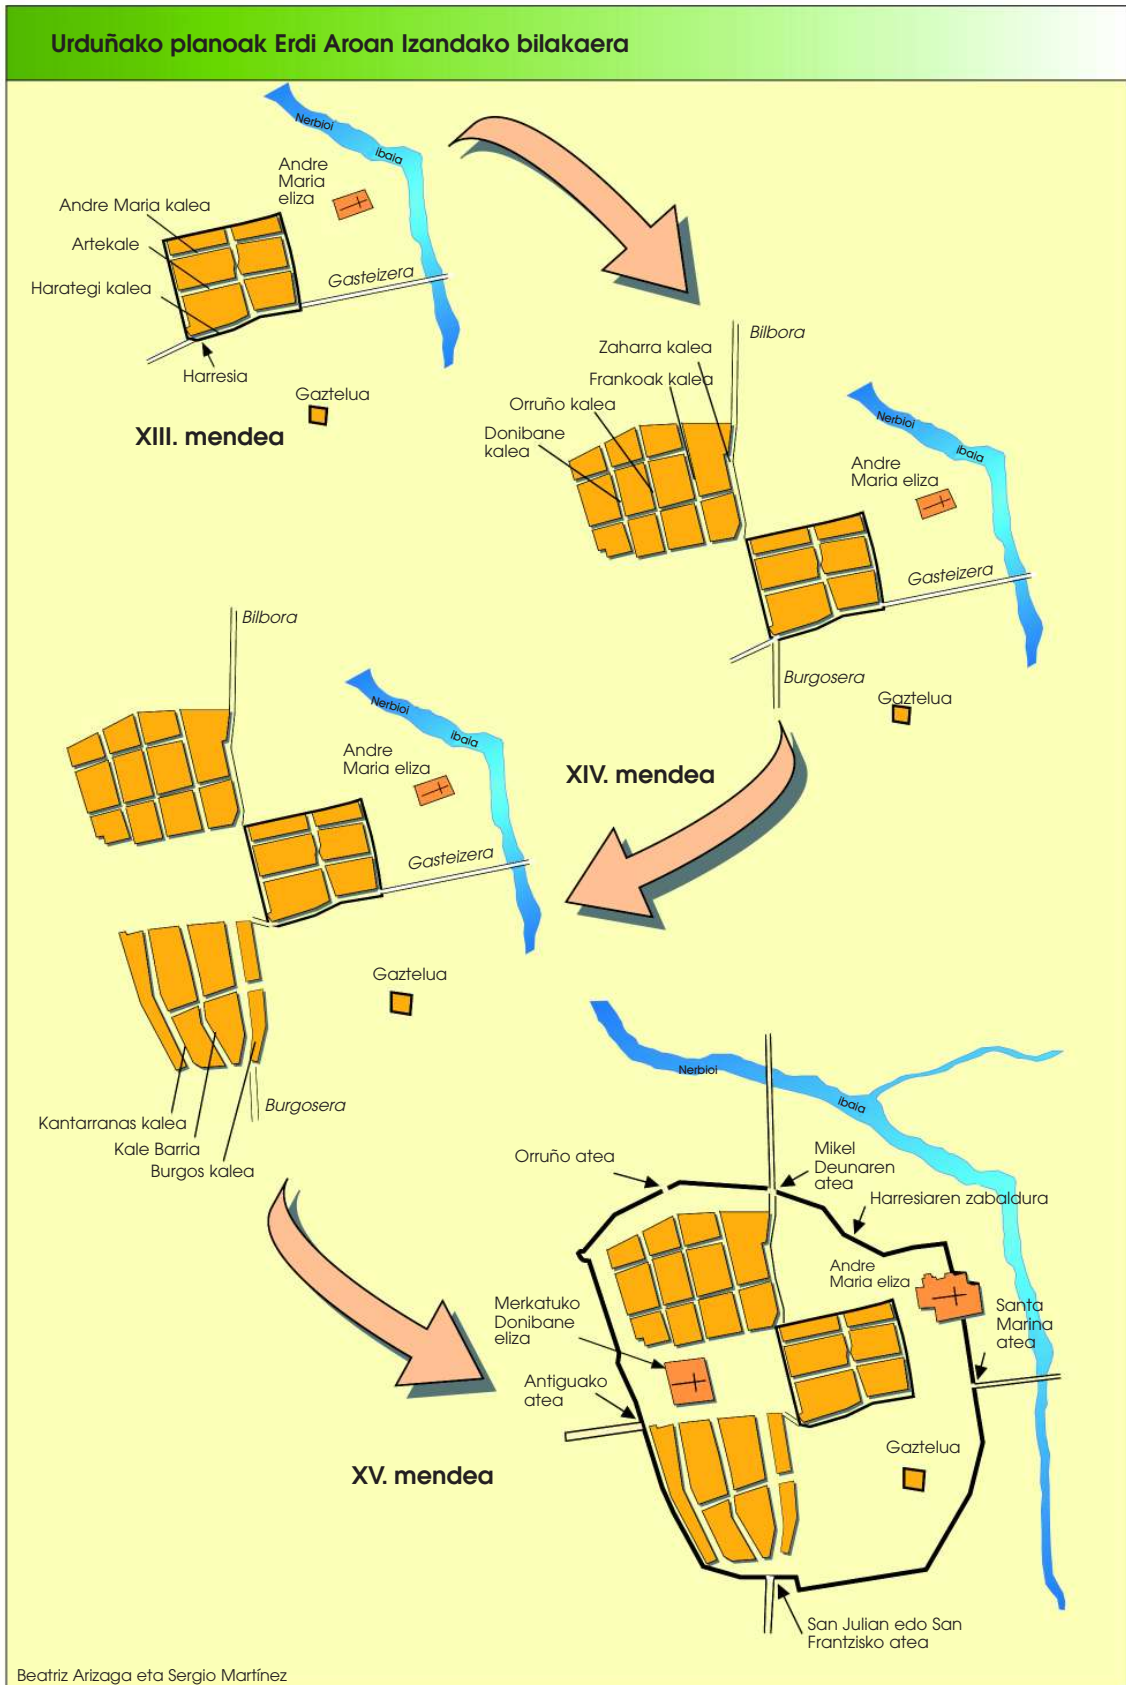 Urduñako planoak Erdi Aroan Izandako bilakaera
Nerbioi
ibaia
Andre
Maria
eliza
Andre Maria kalea
Artekale
Harategi kalea
Gasteizera
Harresia
Gaztelua
XIII. mendea
Bilbora
Zaharra kalea
Frankoak kalea
Orruño kalea
Donibane
kalea
Nerbioi
ibaia
Andre
Maria eliza
Gasteizera
Burgosera
Gaztelua
XIV. mendea
Bilbora
Nerbioi
ibaia
Andre
Maria eliza
Gasteizera
Gaztelua
Kantarranas kalea
Kale Barria
Burgos kalea
Burgosera
Nerbioi
ibaia
Orruño atea
Mikel
Deunaren
atea
Harresiaren zabaldura
Andre
Maria eliza
Merkatuko
Donibane
eliza
Santa
Marina
atea
Antiguako
atea
Gaztelua
XV. mendea
San Julian edo San
Frantzisko atea
Beatriz Arizaga eta Sergio Martínez